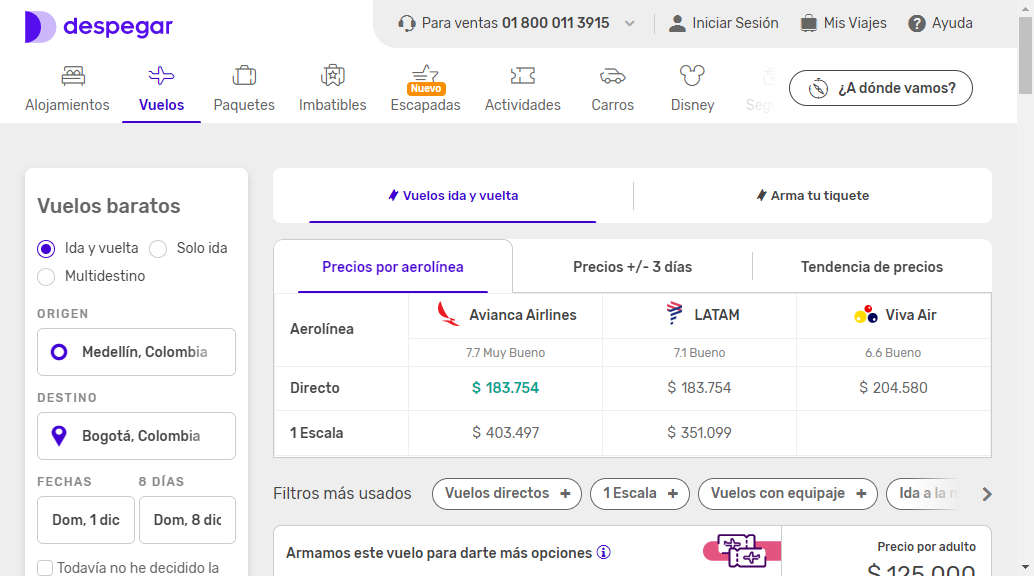 despegar
Para ventas 01 800 011 3915
Iniciar Sesión
Mis Viajes
Ayuda
Alojamientos
Vuelos
Paquetes
Imbatibles
Nuevo
Escapadas
Actividades
Carros
Disney
¿A dónde vamos?
Vuelos baratos
Ida y vuelta
Solo ida
Multidestino
ORIGEN
Medellín, Colombia
DESTINO
Bogotá, Colombia
FECHAS
8 DÍAS
Dom, 1 dic
Dom, 8 dic
Todavía no he decidido la
Vuelos ida y vuelta
Arma tu tiquete
Precios por aerolínea
Precios +/- 3 días
Tendencia de precios
Aerolínea
Avianca Airlines
LATAM
Viva Air
7.7 Muy Bueno
7.1 Bueno
6.6 Bueno
Directo
$ 183.754
$ 183.754
$ 204.580
1 Escala
$ 403.497
$ 351.099
Filtros más usados
Vuelos directos +
1 Escala +
Vuelos con equipaje +
Ida a la
Armamos este vuelo para darte más opciones
Precio por adulto
$ 125.000